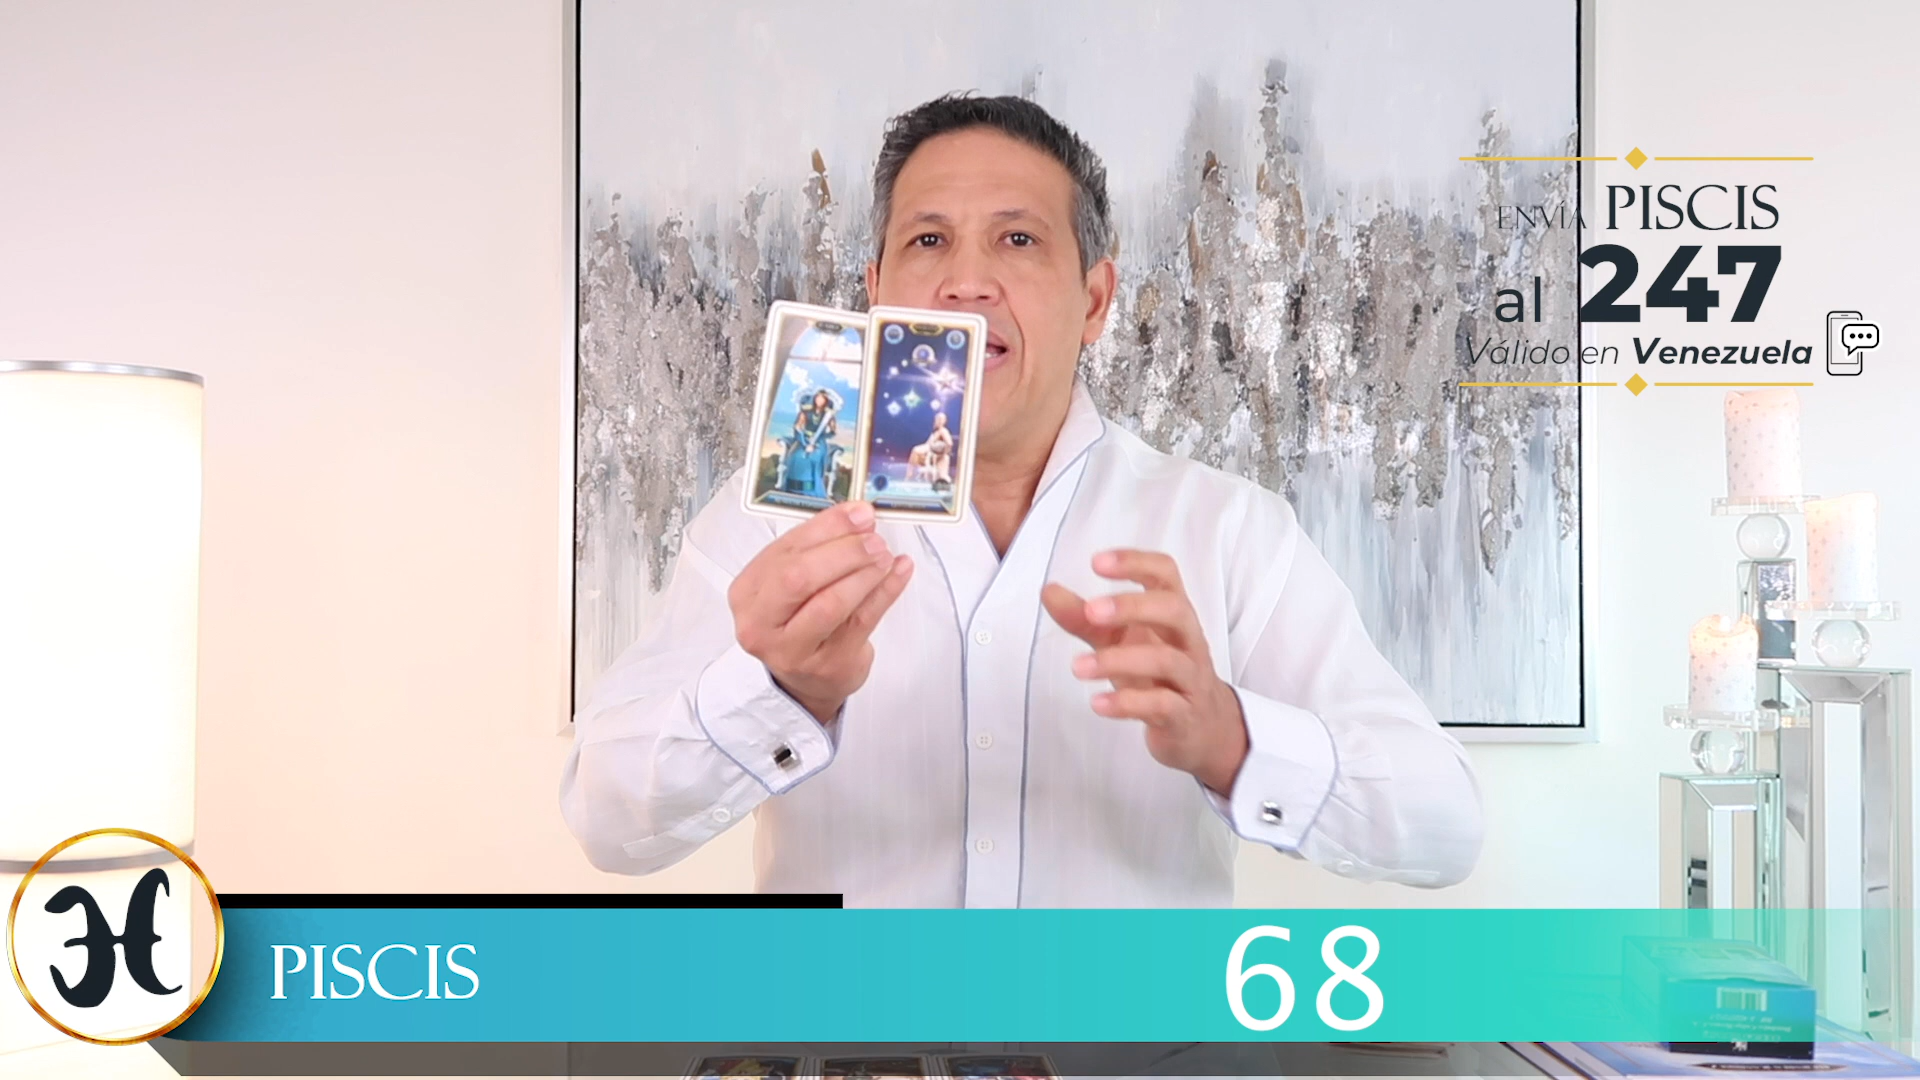 ENVÍA PISCIS
al 247
Válido en Venezuela
PISCIS
68